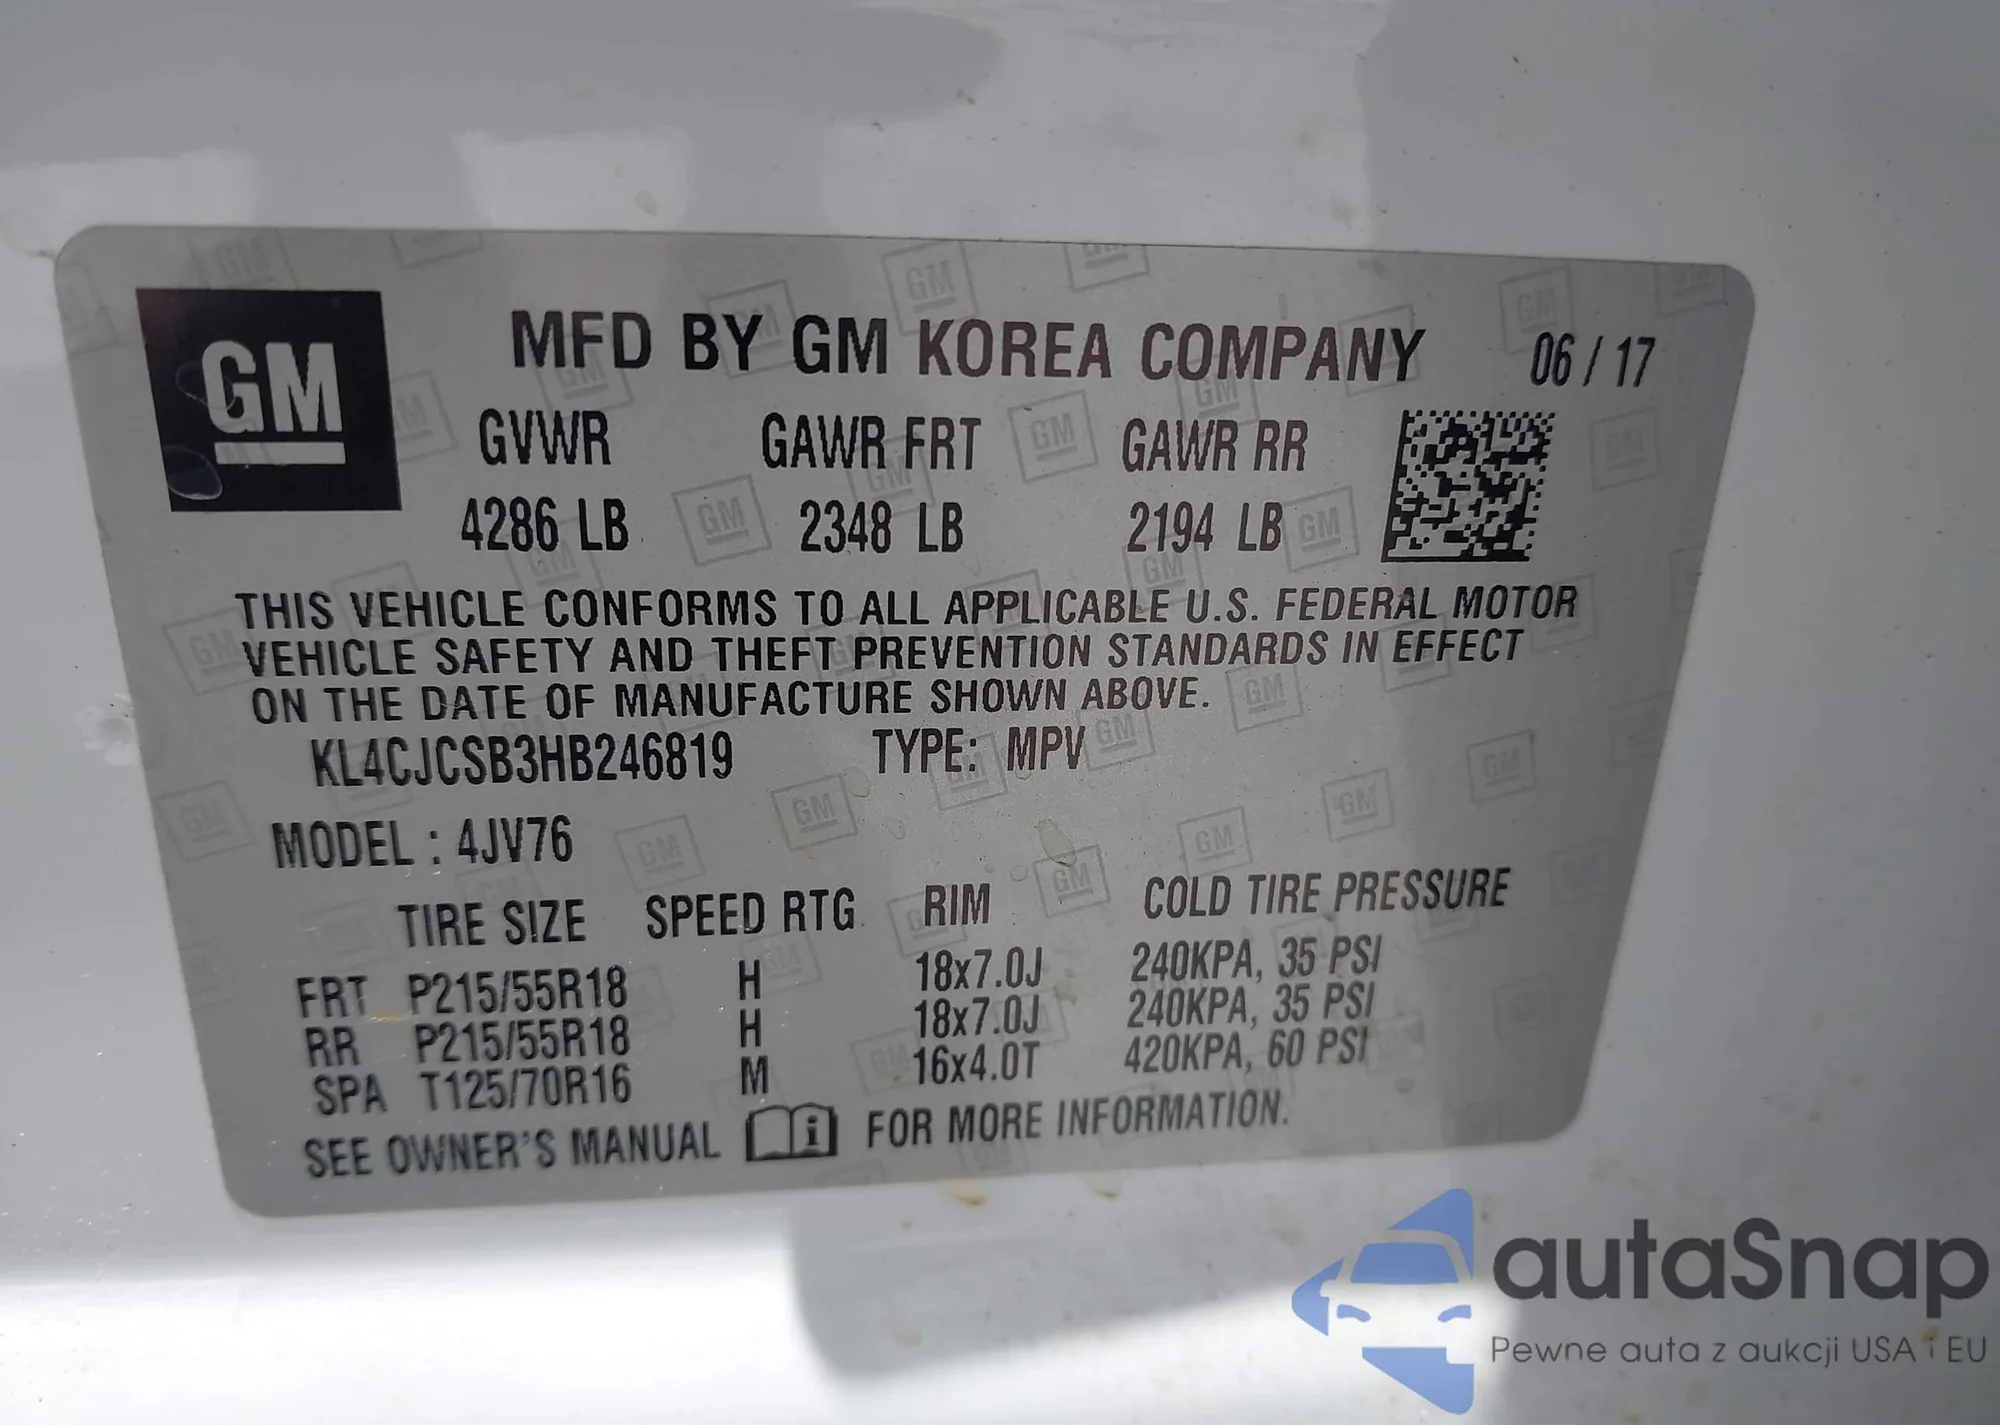 GM
MFD BY GM KOREA COMPANY 06 / 17
GVWR GAWR FRT GAWR RR
4286 LB 2348 LB 2194 LB
THIS VEHICLE CONFORMS TO ALL APPLICABLE U.S. FEDERAL MOTOR
VEHICLE SAFETY AND THEFT PREVENTION STANDARDS IN EFFECT
ON THE DATE OF MANUFACTURE SHOWN ABOVE.
KL4CJCSB3HB246819 TYPE: MPV
MODEL : 4JV76
TIRE SIZE SPEED RTG RIM COLD TIRE PRESSURE
FRT P215/55R18 H 18x7.0J 240KPA, 35 PSI
RR P215/55R18 H 18x7.0J 240KPA, 35 PSI
SPA T125/70R16 M 16x4.0T 420KPA, 60 PSI
SEE OWNER'S MANUAL i FOR MORE INFORMATION.
autaSnap
Pewne auta z aukcji USA i EU